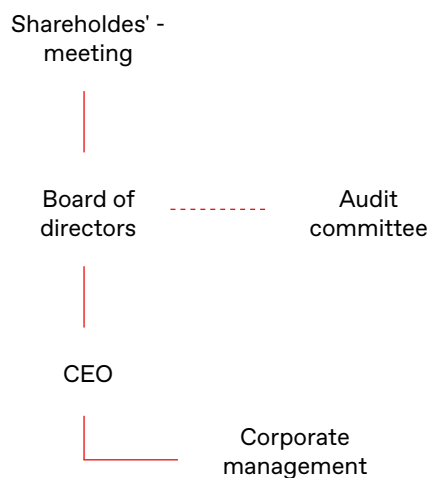 Shareholdes' -
meeting
Board of
directors
Audit
committee
CEO
Corporate
management